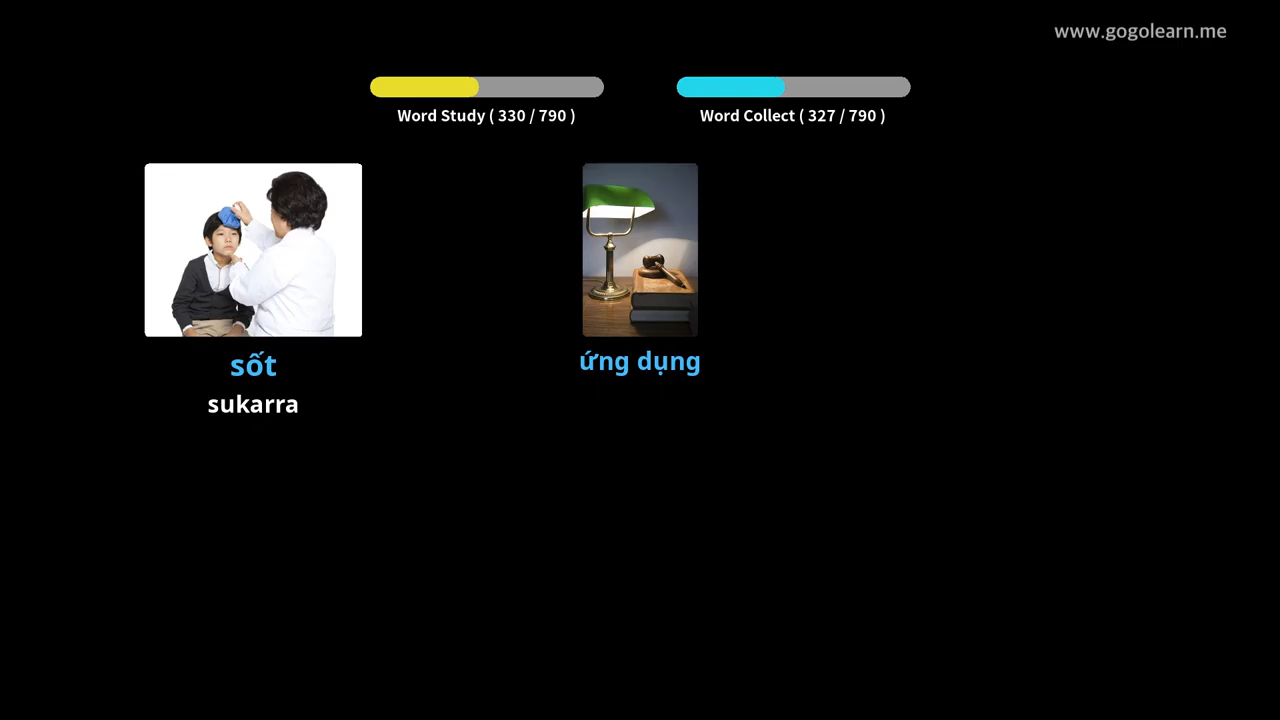 www.gogolearn.me
Word Study ( 330 / 790 )
Word Collect ( 327 / 790 )
sốt
sukarra
ứng dụng